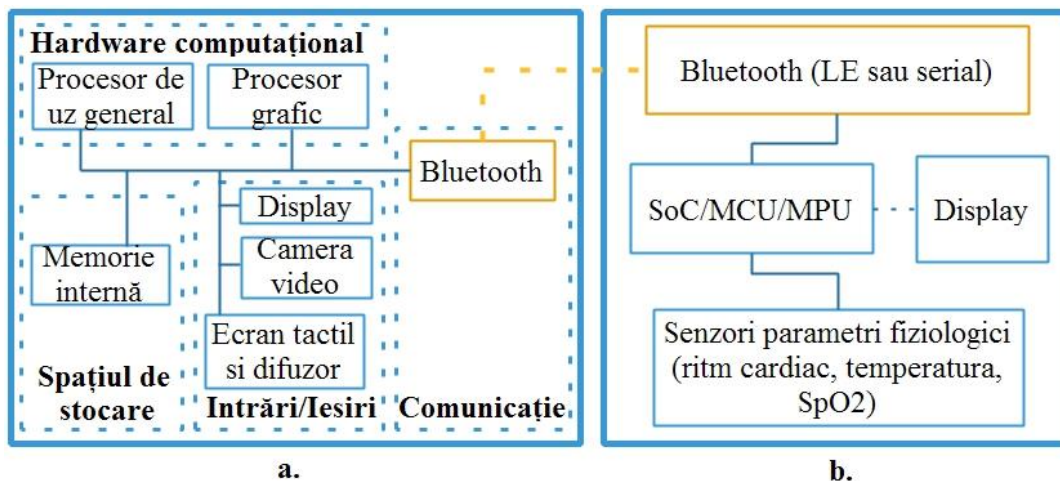 Hardware computațional
Procesor de
uz general
Procesor
grafic
Bluetooth
Display
Camera
video
Ecran tactil
si difuzor
Memorie
internă
Spațiul de
stocare
Intrări/Iesiri
Comunicație
a.
Bluetooth (LE sau serial)
SoC/MCU/MPU
Display
Senzori parametri fiziologici
(ritm cardiac, temperatura,
SpO2)
b.